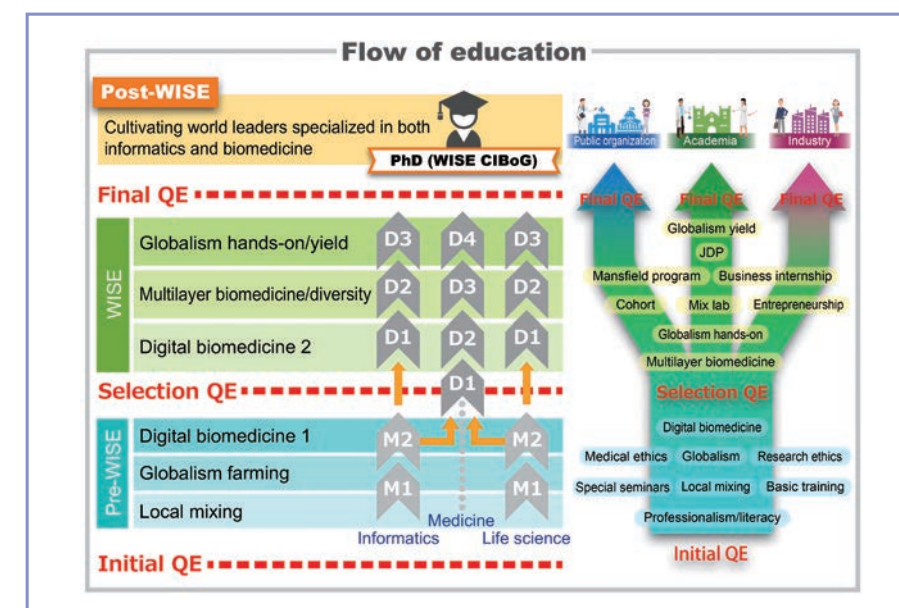 Flow of education
Post-WISE
Cultivating world leaders specialized in both
informatics and biomedicine
PhD (WISE CIBoG)
Final QE
WISE
Globalism hands-on/yield
D3
D4
D3
Multilayer biomedicine/diversity
D2
D3
D2
Digital biomedicine 2
D1
D2
D1
Selection QE
D1
Pre-WISE
Digital biomedicine 1
M2
M2
Globalism farming
Local mixing
M1
M1
Informatics
Medicine
Life science
Initial QE
Public organization
Academia
Industry
Final QE
Final QE
Final QE
Globalism yield
JDP
Mansfield program
Business internship
Cohort
Mix lab
Entrepreneurship
Globalism hands-on
Multilayer biomedicine
Selection QE
Digital biomedicine
Medical ethics
Globalism
Research ethics
Special seminars
Local mixing
Basic training
Professionalism/literacy
Initial QE